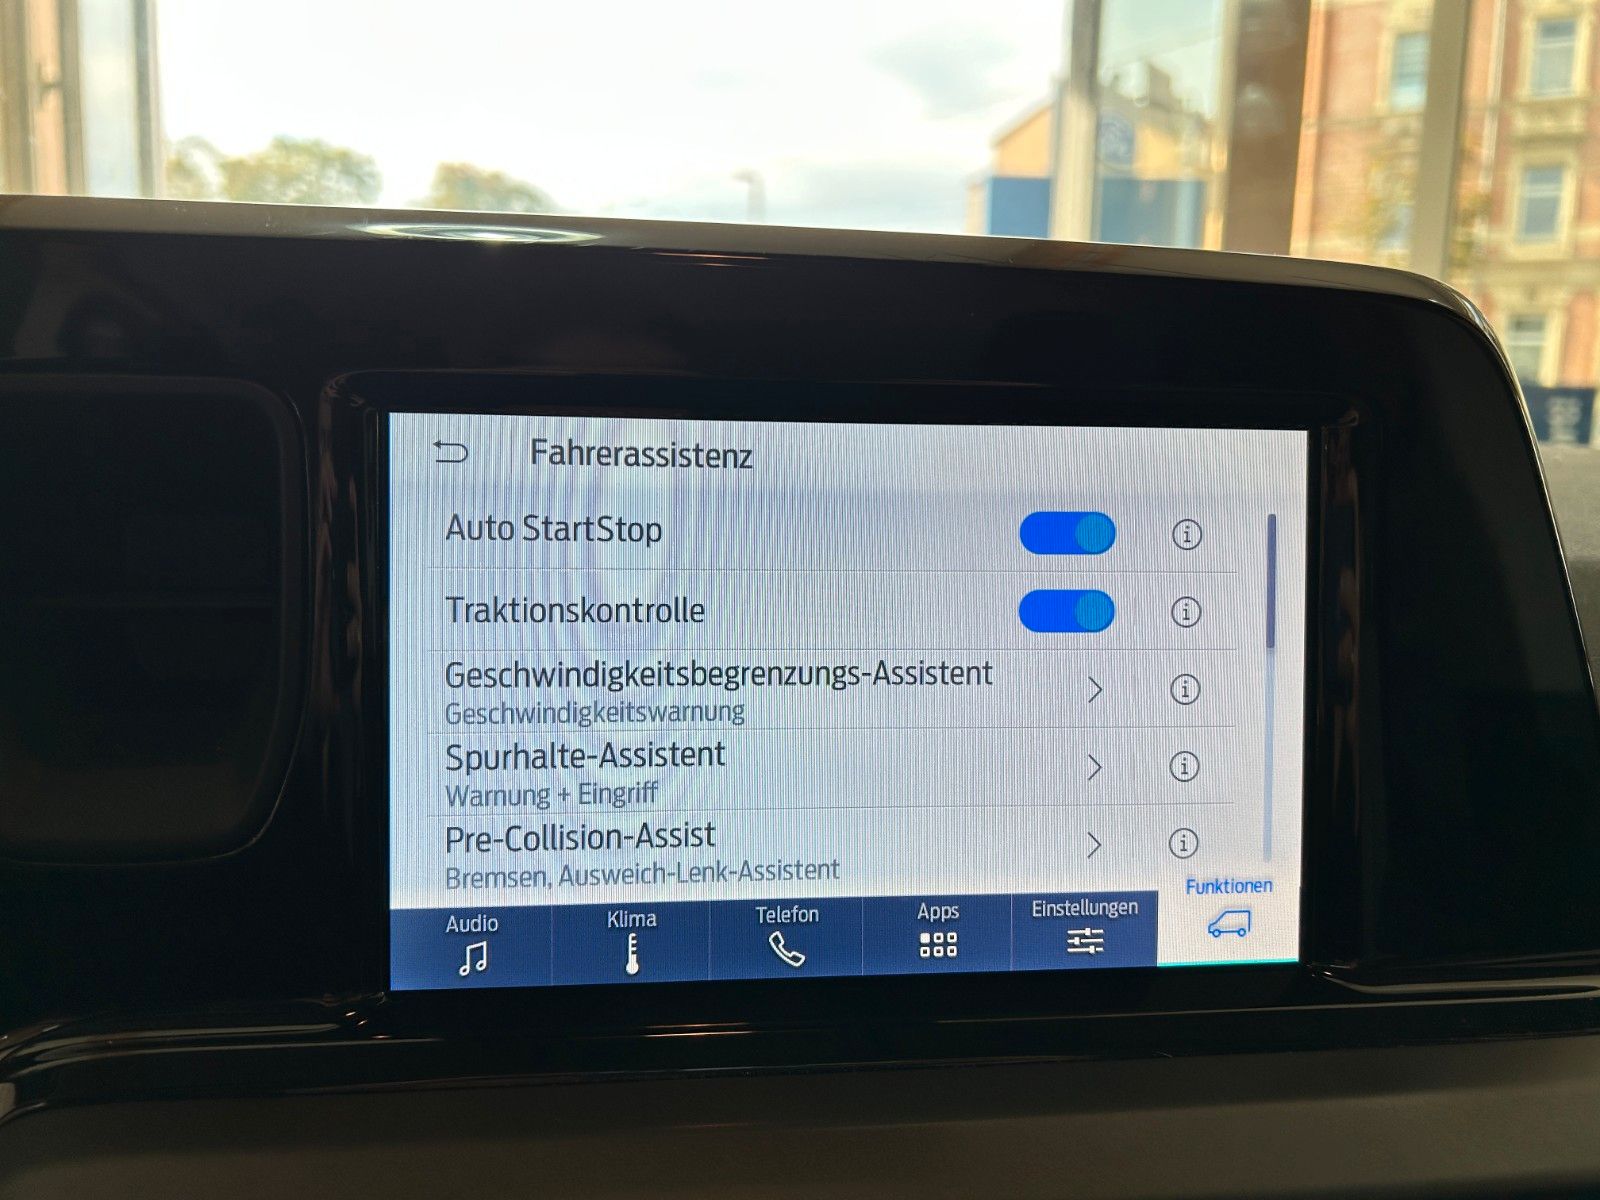 Fahrerassistenz
Auto StartStop
Traktionskontrolle
Geschwindigkeitsbegrenzungs-Assistent
Geschwindigkeitswarnung
Spurhalte-Assistent
Warnung + Eingriff
Pre-Collision-Assist
Bremsen, Ausweich-Lenk-Assistent
Audio
Klima
Telefon
Apps
Einstellungen
Funktionen